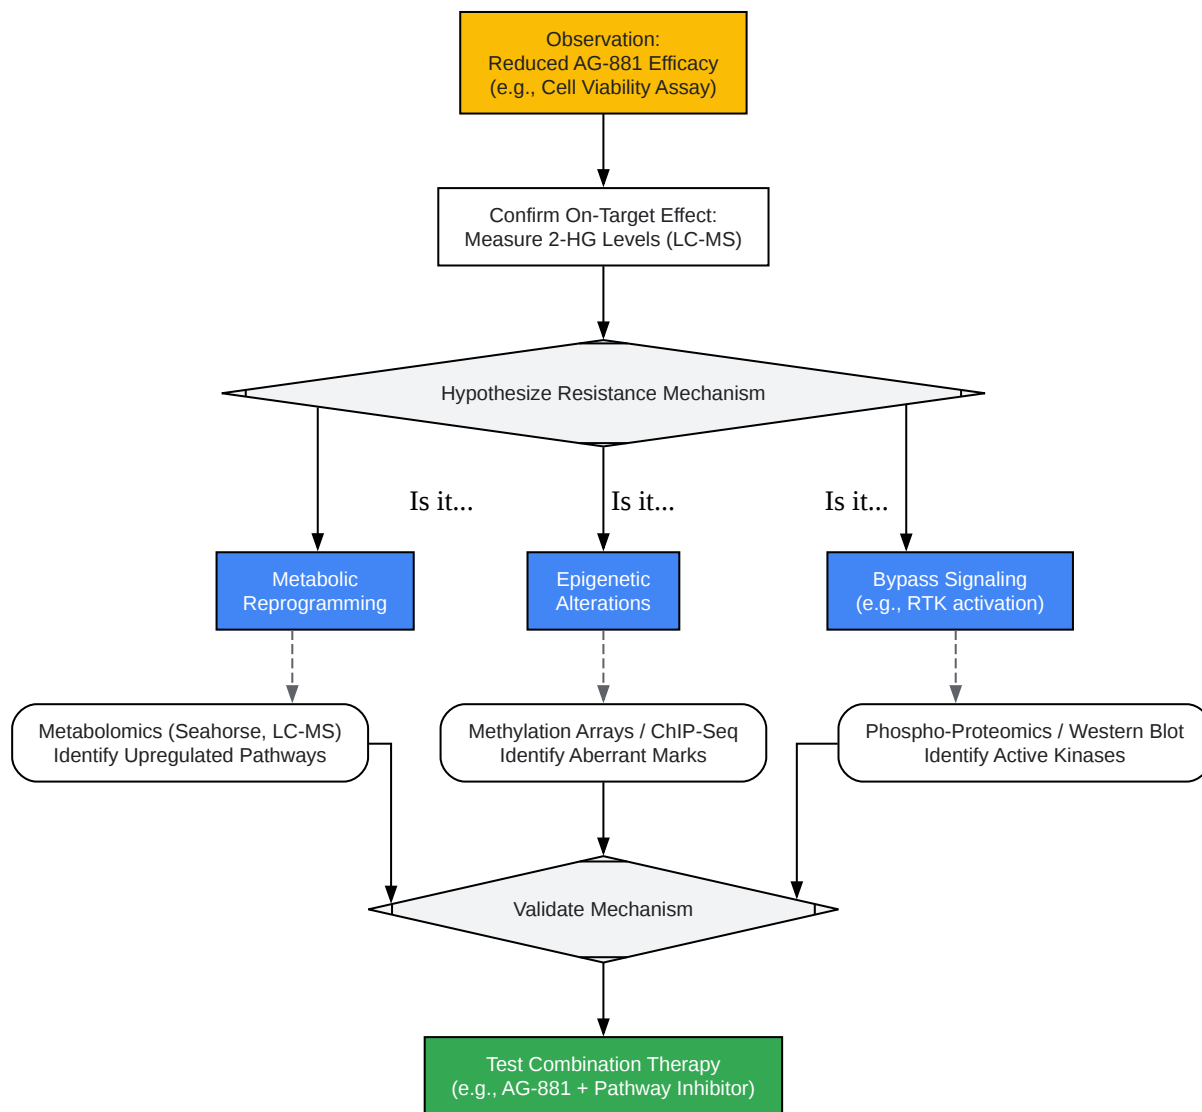 Observation:
Reduced AG-881 Efficacy
(e.g., Cell Viability Assay)
Confirm On-Target Effect:
Measure 2-HG Levels (LC-MS)
Hypothesize Resistance Mechanism
Is it...
Is it...
Is it...
Metabolic
Reprogramming
Epigenetic
Alterations
Bypass Signaling
(e.g., RTK activation)
Metabolomics (Seahorse, LC-MS)
Identify Upregulated Pathways
Methylation Arrays / ChIP-Seq
Identify Aberrant Marks
Phospho-Proteomics / Western Blot
Identify Active Kinases
Validate Mechanism
Test Combination Therapy
(e.g., AG-881 + Pathway Inhibitor)